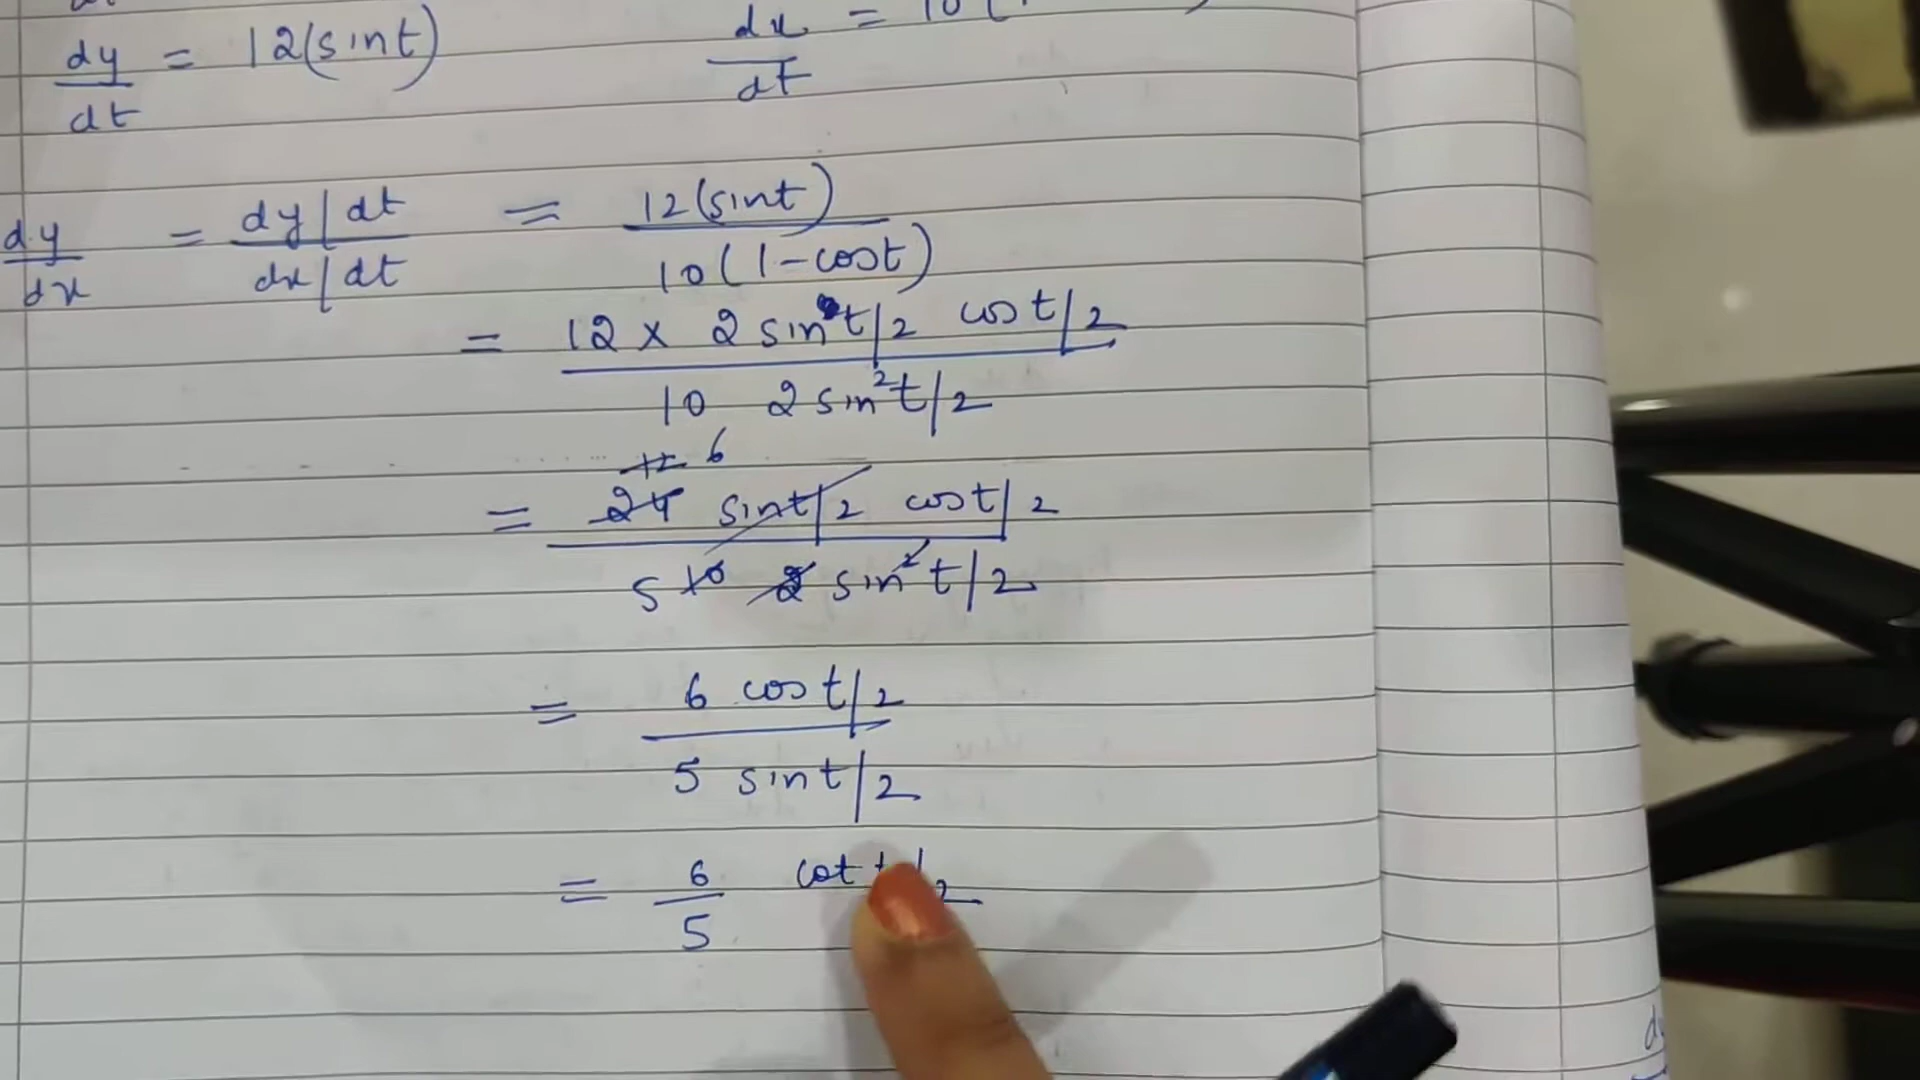 dy/dt = 12(sint) dx/dt = 10(
dy/dx = dy/dt / dx/dt = 12(sint) / 10(1-cost)
= 12 x 2 sin t/2 cos t/2 / 10 2 sin²t/2
12 6
= 24 sin t/2 cos t/2 / 5 10 2 sin²t/2
= 6 cos t/2 / 5 sin t/2
= 6/5 cot t/2